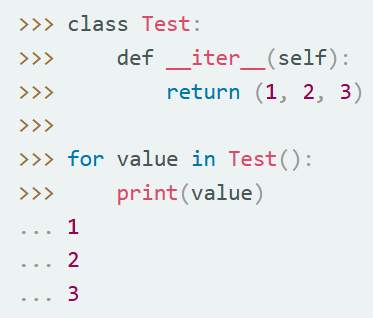 >>> class Test:
>>>     def __iter__(self):
>>>         return (1, 2, 3)
>>>
>>> for value in Test():
>>>     print(value)
... 1
... 2
... 3